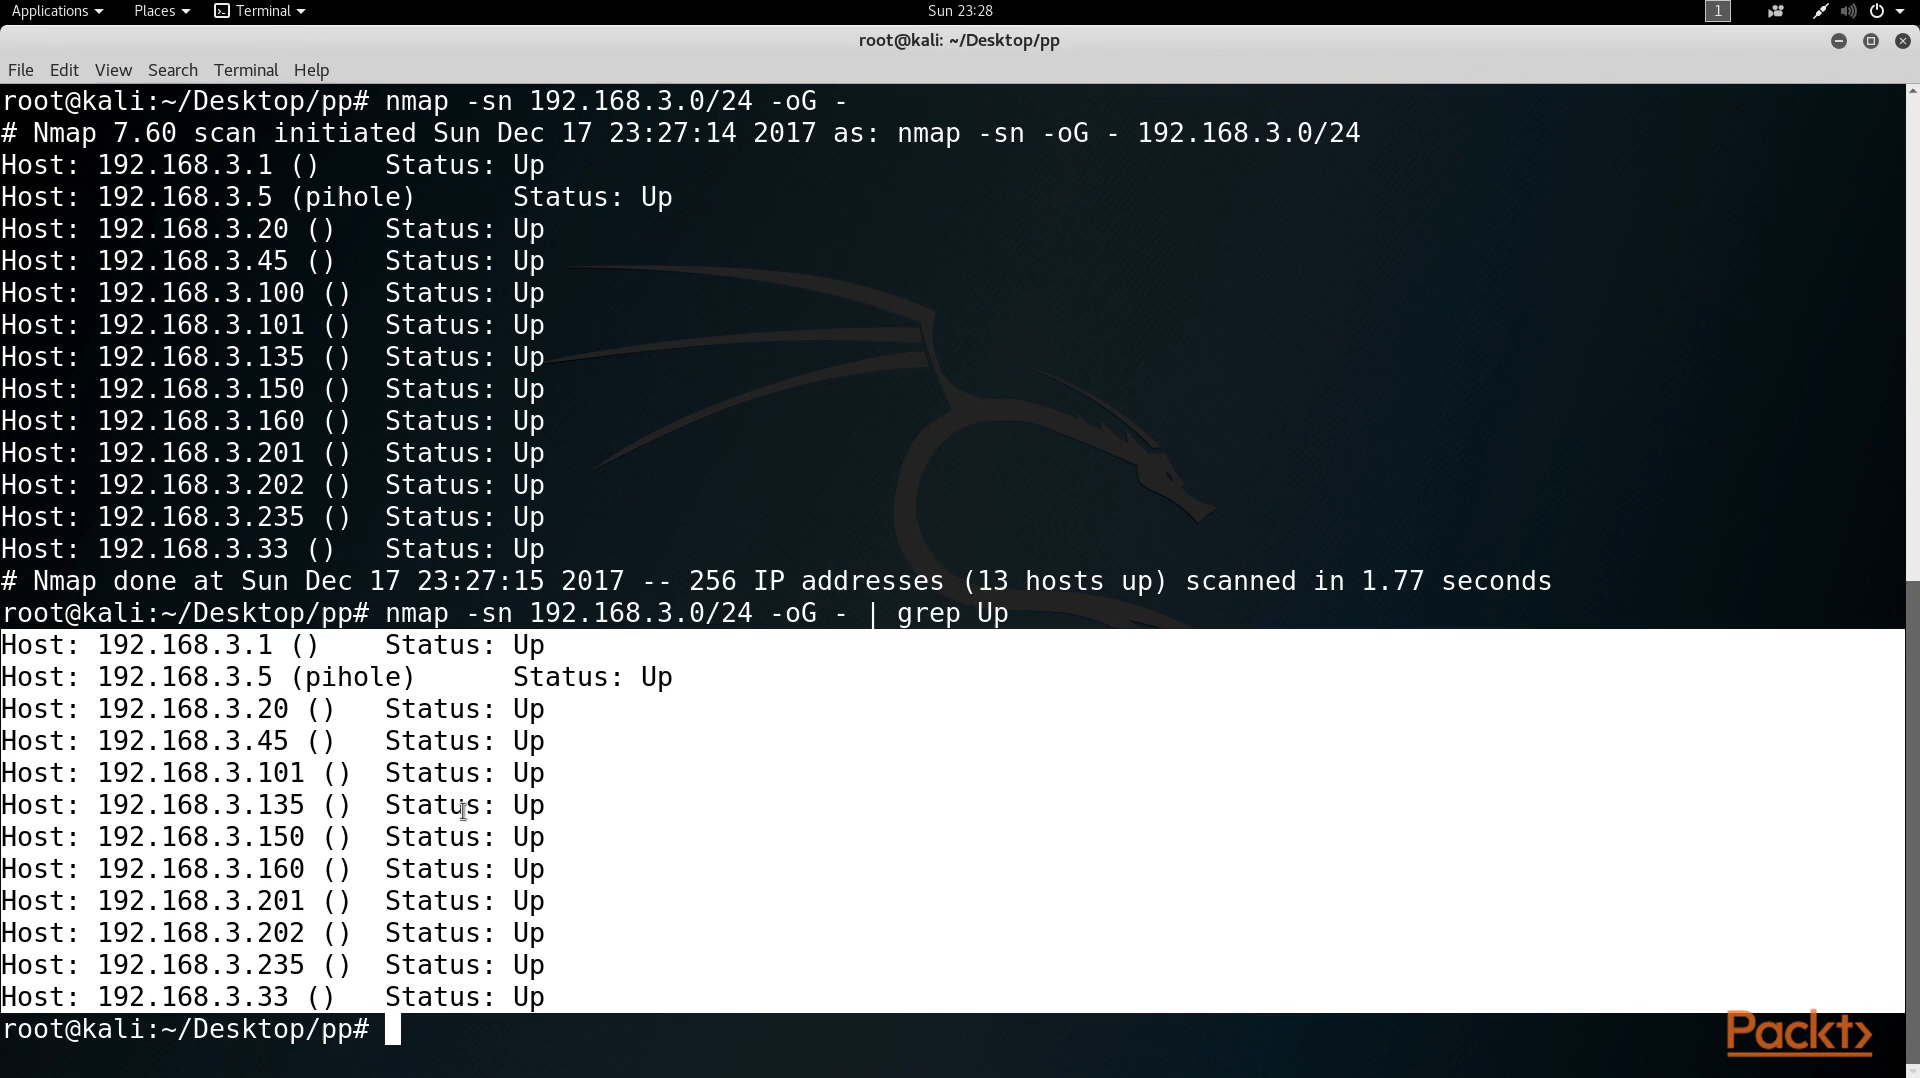 Applications Places Terminal Sun 23:28 1
root@kali: ~/Desktop/pp
File Edit View Search Terminal Help
root@kali:~/Desktop/pp# nmap -sn 192.168.3.0/24 -oG -
# Nmap 7.60 scan initiated Sun Dec 17 23:27:14 2017 as: nmap -sn -oG - 192.168.3.0/24
Host: 192.168.3.1 () Status: Up
Host: 192.168.3.5 (pihole) Status: Up
Host: 192.168.3.20 () Status: Up
Host: 192.168.3.45 () Status: Up
Host: 192.168.3.100 () Status: Up
Host: 192.168.3.101 () Status: Up
Host: 192.168.3.135 () Status: Up
Host: 192.168.3.150 () Status: Up
Host: 192.168.3.160 () Status: Up
Host: 192.168.3.201 () Status: Up
Host: 192.168.3.202 () Status: Up
Host: 192.168.3.235 () Status: Up
Host: 192.168.3.33 () Status: Up
# Nmap done at Sun Dec 17 23:27:15 2017 -- 256 IP addresses (13 hosts up) scanned in 1.77 seconds
root@kali:~/Desktop/pp# nmap -sn 192.168.3.0/24 -oG - | grep Up
Host: 192.168.3.1 () Status: Up
Host: 192.168.3.5 (pihole) Status: Up
Host: 192.168.3.20 () Status: Up
Host: 192.168.3.45 () Status: Up
Host: 192.168.3.101 () Status: Up
Host: 192.168.3.135 () Status: Up
Host: 192.168.3.150 () Status: Up
Host: 192.168.3.160 () Status: Up
Host: 192.168.3.201 () Status: Up
Host: 192.168.3.202 () Status: Up
Host: 192.168.3.235 () Status: Up
Host: 192.168.3.33 () Status: Up
root@kali:~/Desktop/pp#
Packt>